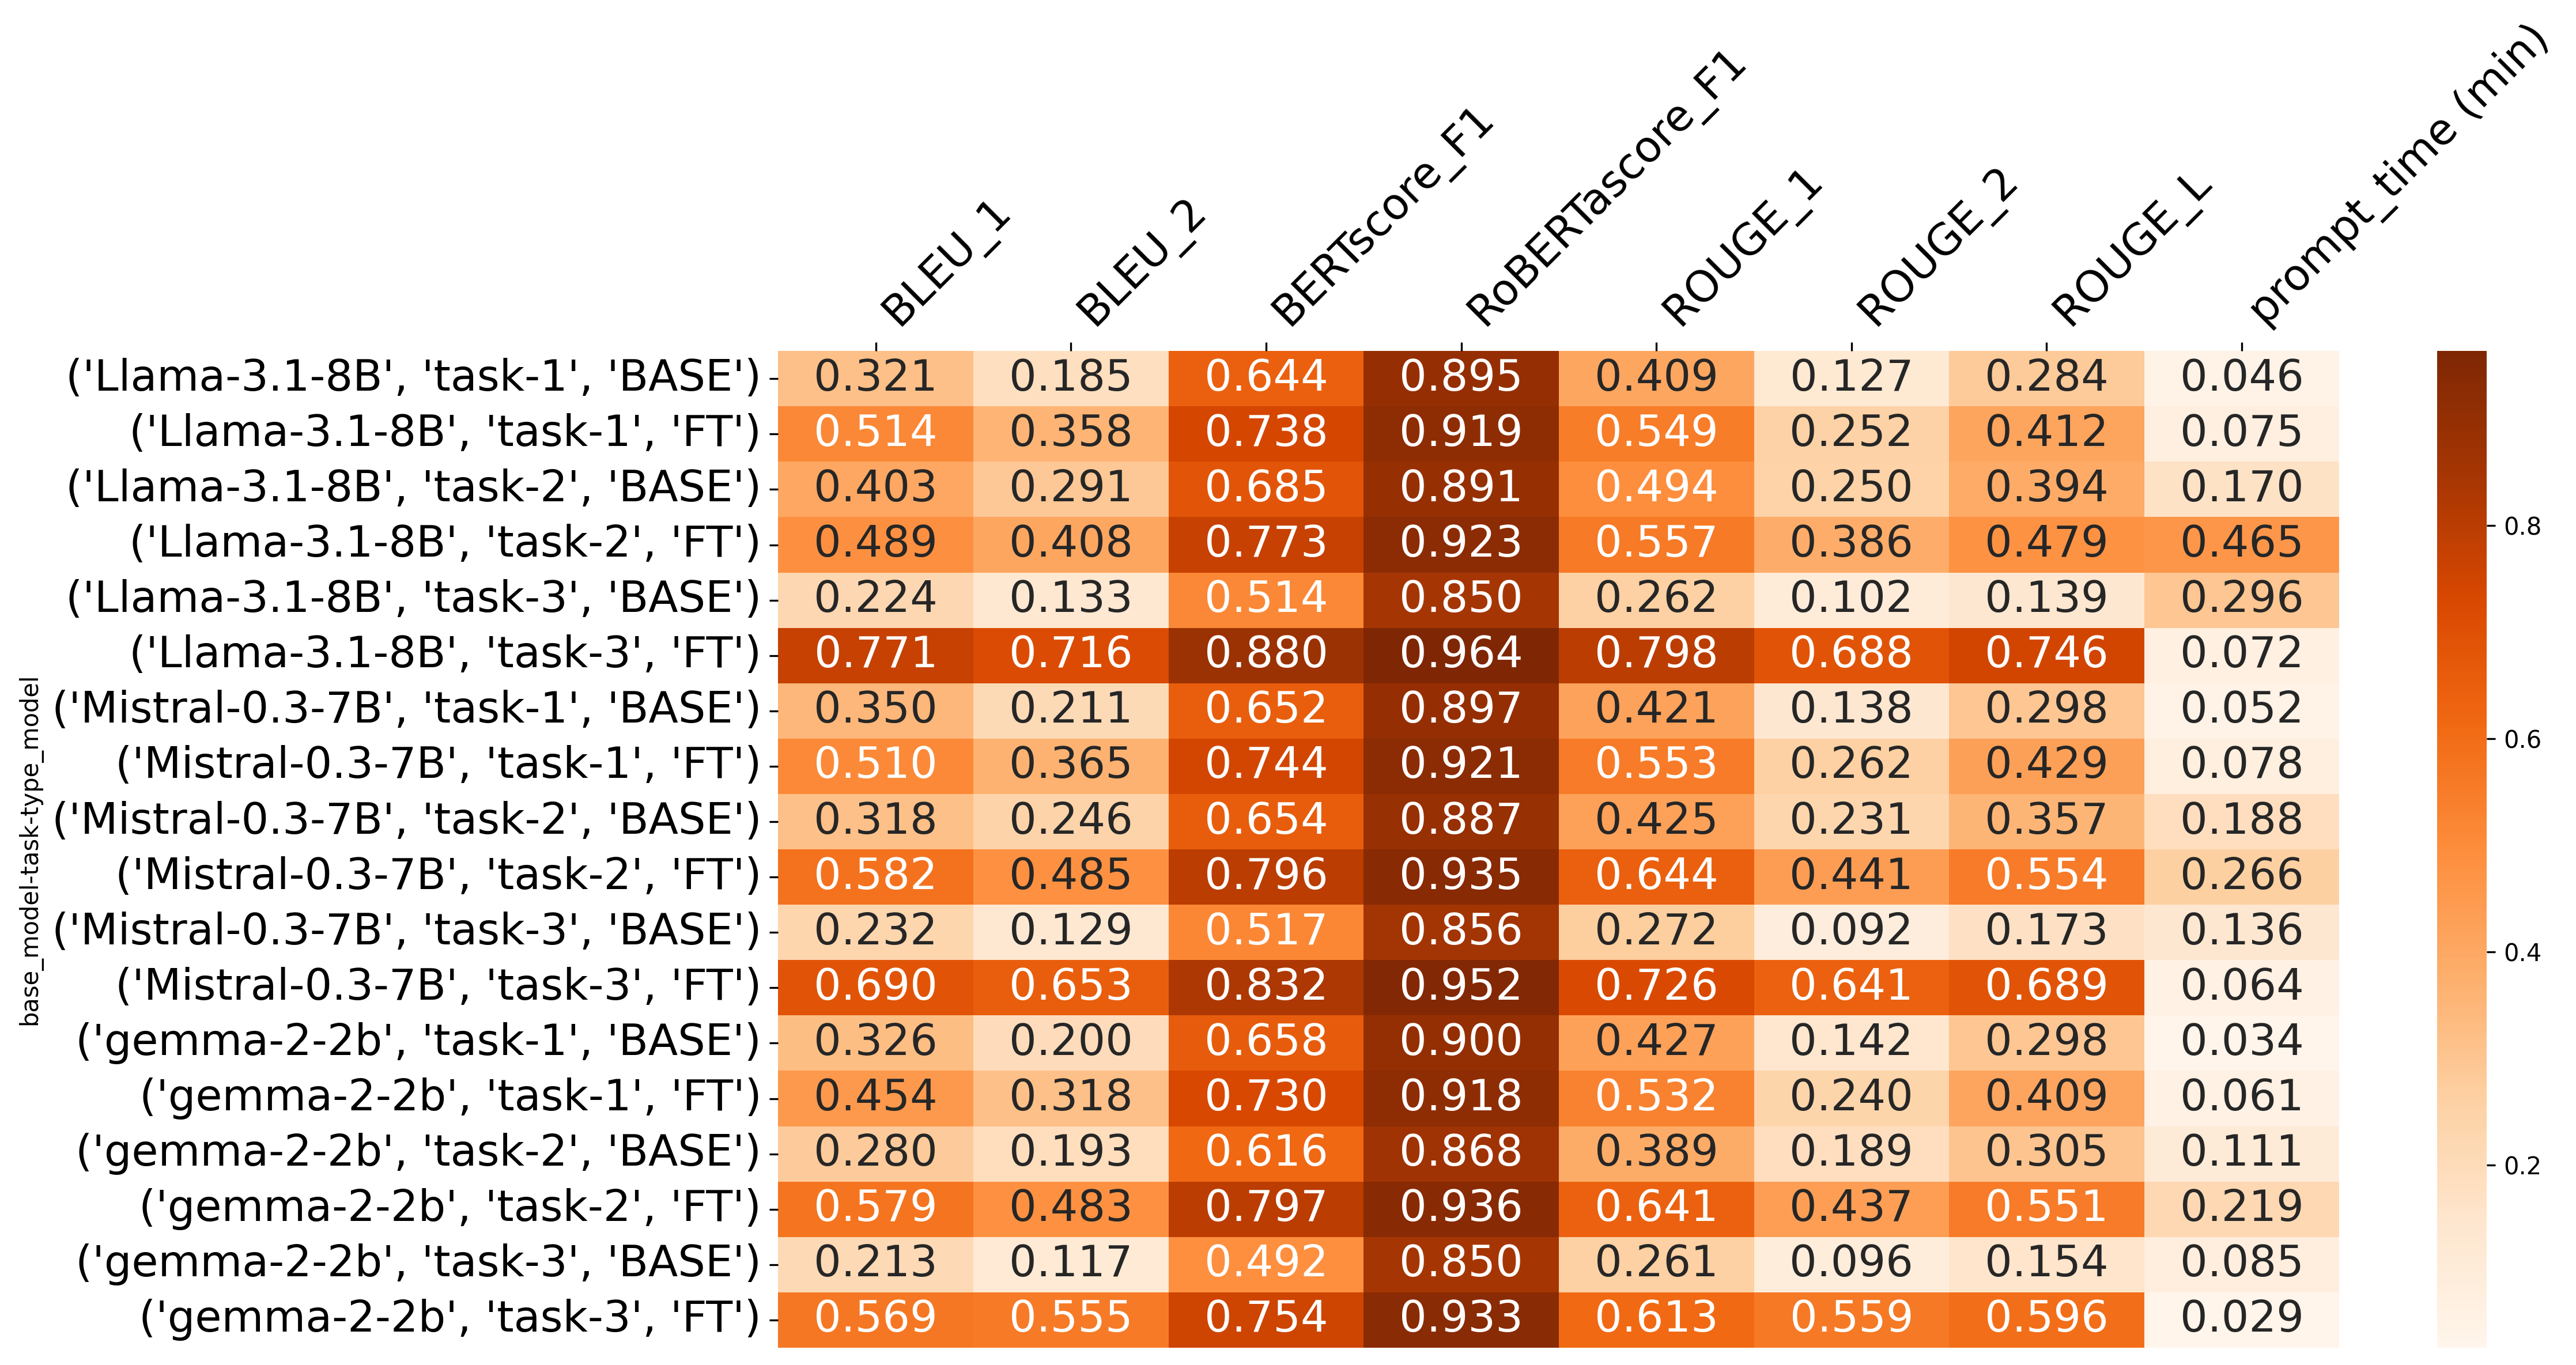 BLEU_1 BLEU_2 BERTscore_F1 RoBERTascore_F1 ROUGE_1 ROUGE_2 ROUGE_L prompt_time (min)
base_model-task-type_model
('Llama-3.1-8B', 'task-1', 'BASE') 0.321 0.185 0.644 0.895 0.409 0.127 0.284 0.046
('Llama-3.1-8B', 'task-1', 'FT') 0.514 0.358 0.738 0.919 0.549 0.252 0.412 0.075
('Llama-3.1-8B', 'task-2', 'BASE') 0.403 0.291 0.685 0.891 0.494 0.250 0.394 0.170
('Llama-3.1-8B', 'task-2', 'FT') 0.489 0.408 0.773 0.923 0.557 0.386 0.479 0.465
('Llama-3.1-8B', 'task-3', 'BASE') 0.224 0.133 0.514 0.850 0.262 0.102 0.139 0.296
('Llama-3.1-8B', 'task-3', 'FT') 0.771 0.716 0.880 0.964 0.798 0.688 0.746 0.072
('Mistral-0.3-7B', 'task-1', 'BASE') 0.350 0.211 0.652 0.897 0.421 0.138 0.298 0.052
('Mistral-0.3-7B', 'task-1', 'FT') 0.510 0.365 0.744 0.921 0.553 0.262 0.429 0.078
('Mistral-0.3-7B', 'task-2', 'BASE') 0.318 0.246 0.654 0.887 0.425 0.231 0.357 0.188
('Mistral-0.3-7B', 'task-2', 'FT') 0.582 0.485 0.796 0.935 0.644 0.441 0.554 0.266
('Mistral-0.3-7B', 'task-3', 'BASE') 0.232 0.129 0.517 0.856 0.272 0.092 0.173 0.136
('Mistral-0.3-7B', 'task-3', 'FT') 0.690 0.653 0.832 0.952 0.726 0.641 0.689 0.064
('gemma-2-2b', 'task-1', 'BASE') 0.326 0.200 0.658 0.900 0.427 0.142 0.298 0.034
('gemma-2-2b', 'task-1', 'FT') 0.454 0.318 0.730 0.918 0.532 0.240 0.409 0.061
('gemma-2-2b', 'task-2', 'BASE') 0.280 0.193 0.616 0.868 0.389 0.189 0.305 0.111
('gemma-2-2b', 'task-2', 'FT') 0.579 0.483 0.797 0.936 0.641 0.437 0.551 0.219
('gemma-2-2b', 'task-3', 'BASE') 0.213 0.117 0.492 0.850 0.261 0.096 0.154 0.085
('gemma-2-2b', 'task-3', 'FT') 0.569 0.555 0.754 0.933 0.613 0.559 0.596 0.029
0.8
0.6
0.4
0.2